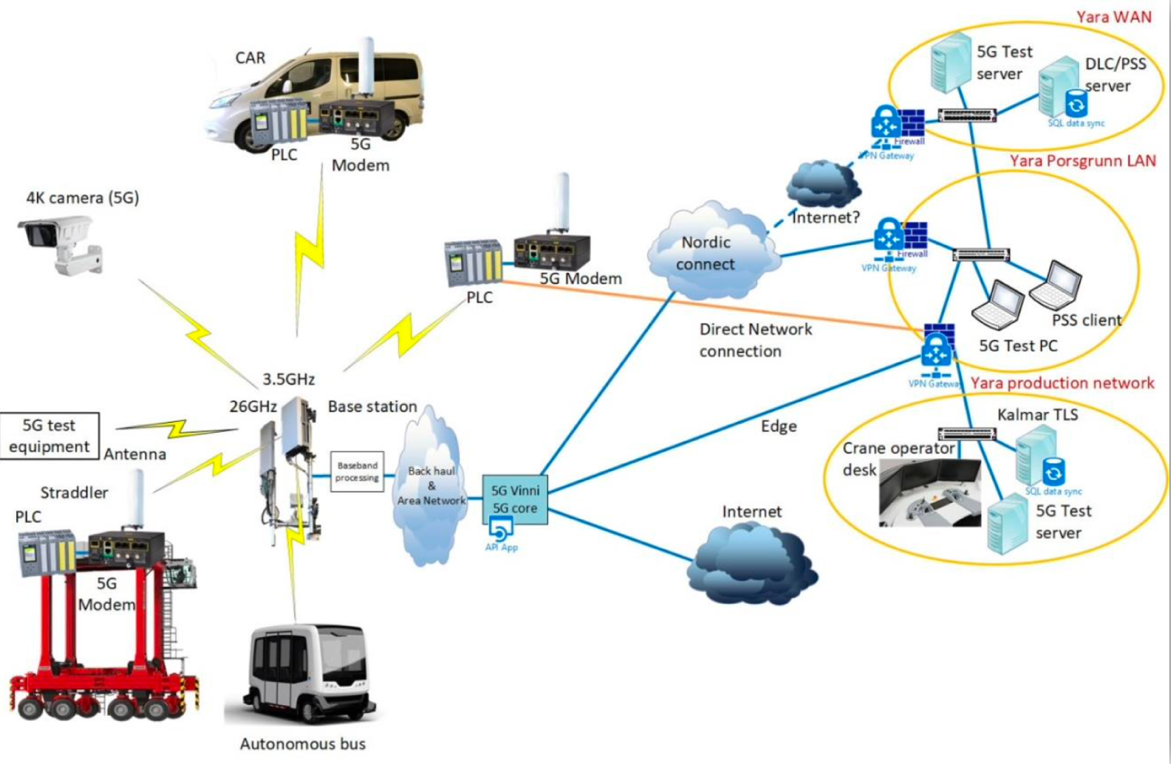 Yara WAN
CAR
5G Test
server
DLC/PSS
server
SQL data sync
Firewall
VPN Gateway
PLC
5G
Modem
Yara Porsgrunn LAN
4K camera (5G)
Internet?
Nordic
connect
Firewall
VPN Gateway
5G Modem
PLC
PSS client
Direct Network
connection
5G Test PC
3.5GHz
VPN Gateway
Yara production network
26GHz
Base station
5G test
equipment
Edge
Kalmar TLS
Antenna
Crane operator
desk
Baseband
processing
Back haul
&
Area Network
5G Vinni
5G core
API App
SQL data sync
Straddler
PLC
Internet
5G Test
server
5G
Modem
Autonomous bus